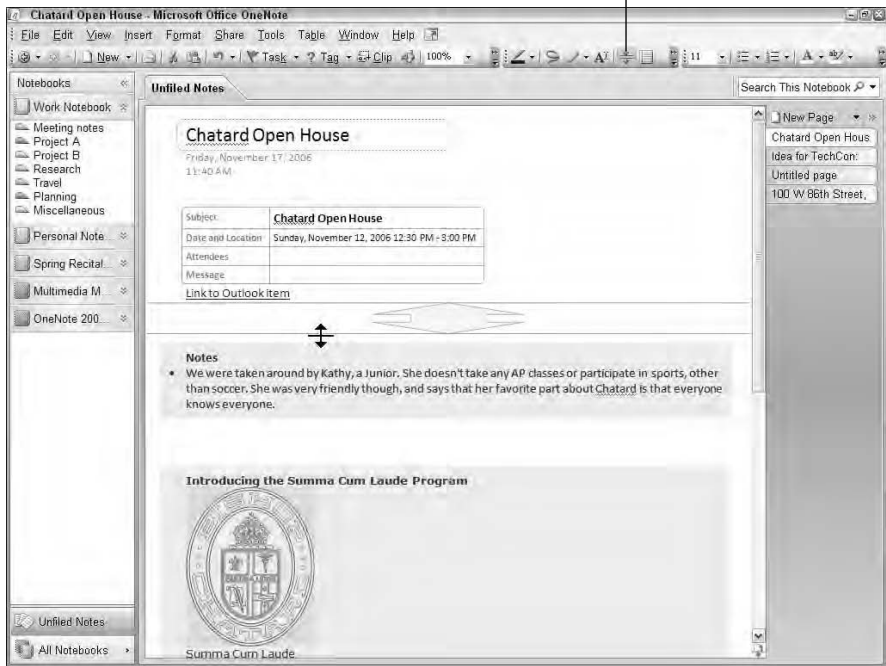 Chatard Open House - Microsoft Office OneNote
File Edit View Insert Format Share Tools Table Window Help
New Task ? Tag Clip 100% 11
Notebooks
Work Notebook
Meeting notes
Project A
Project B
Research
Travel
Planning
Miscellaneous
Personal Note...
Spring Recital...
Multimedia M...
OneNote 200...
Unfiled Notes
All Notebooks
Unfiled Notes
Search This Notebook
Chatard Open House
Friday, November 17, 2006
11:40 AM
Subject: Chatard Open House
Date and Location Sunday, November 12, 2006 12:30 PM - 3:00 PM
Attendees
Message
Link to Outlook item
Notes
• We were taken around by Kathy, a Junior. She doesn't take any AP classes or participate in sports, other
than soccer. She was very friendly though, and says that her favorite part about Chatard is that everyone
knows everyone.
Introducing the Summa Cum Laude Program
Summa Cum Laude
New Page
Chatard Open Hous
Idea for TechCon:
Untitled page
100 W 86th Street,